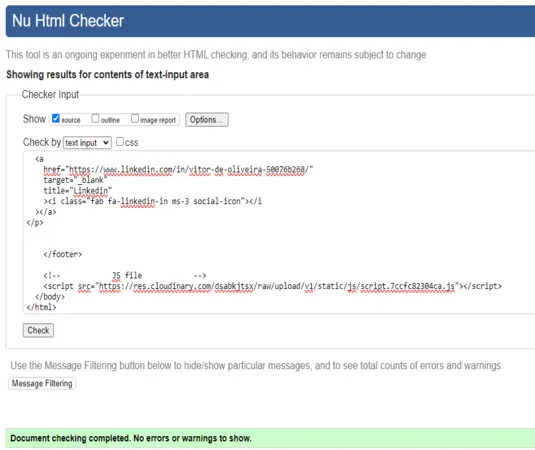 Nu Html Checker
This tool is an ongoing experiment in better HTML checking, and its behavior remains subject to change
Showing results for contents of text-input area
Checker Input
Show source outline image report Options...
Check by text input css
<a
href="https://www.linkedin.com/in/vitor-de-oliveira-50076b268/"
target="_blank"
title="Linkedin"
><i class="fab fa-linkedin-in ms-3 social-icon"></i
></a>
</p>
</footer>
<!-- JS file -->
<script src="https://res.cloudinary.com/dsabkjtsx/raw/upload/v1/static/js/script.7ccfc82304ca.js"></script>
</body>
</html>
Check
Use the Message Filtering button below to hide/show particular messages, and to see total counts of errors and warnings.
Message Filtering
Document checking completed. No errors or warnings to show.